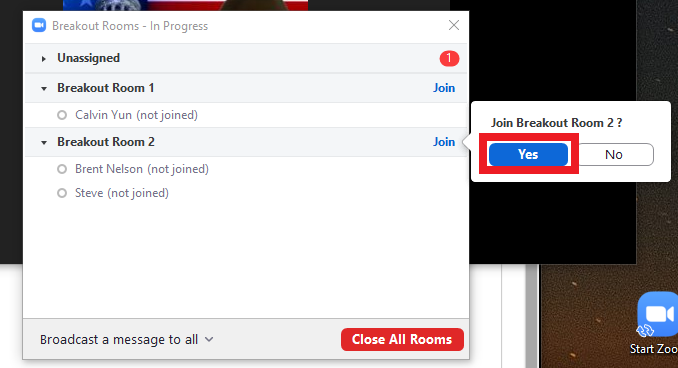 Breakout Rooms - In Progress
Unassigned 1
Breakout Room 1 Join
Calvin Yun (not joined)
Breakout Room 2 Join
Brent Nelson (not joined)
Steve (not joined)
Broadcast a message to all Close All Rooms
Join Breakout Room 2 ?
Yes No
Start Zoo